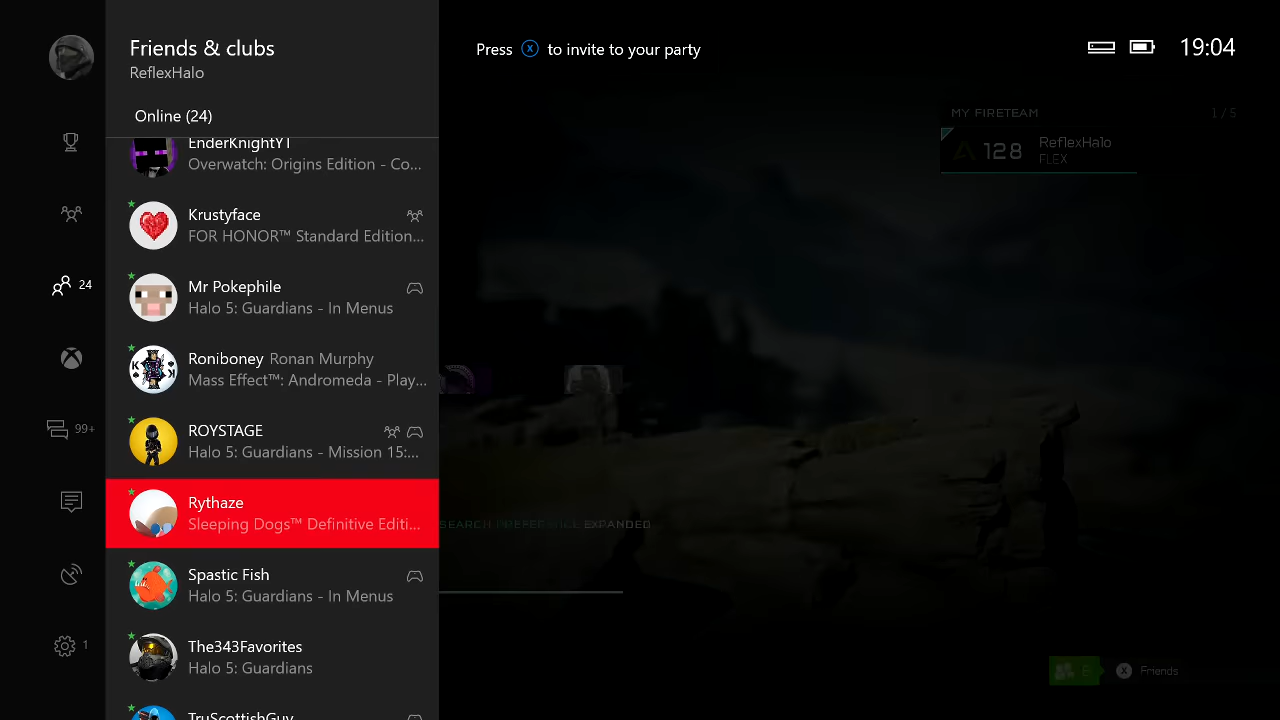 Friends & clubs
ReflexHalo
Online (24)
EnderKnightYT
Overwatch: Origins Edition - Co...
Krustyface
FOR HONOR™ Standard Edition...
Mr Pokephile
Halo 5: Guardians - In Menus
Roniboney Ronan Murphy
Mass Effect™: Andromeda - Play...
ROYSTAGE
Halo 5: Guardians - Mission 15:...
Rythaze
Sleeping Dogs™ Definitive Editi...
Spastic Fish
Halo 5: Guardians - In Menus
The343Favorites
Halo 5: Guardians
TruScottishGuy
24
99+
1
Press X to invite to your party
19:04
MY FIRETEAM 1/5
128 ReflexHalo
FLEX
SEARCH EXPANDED
X Friends